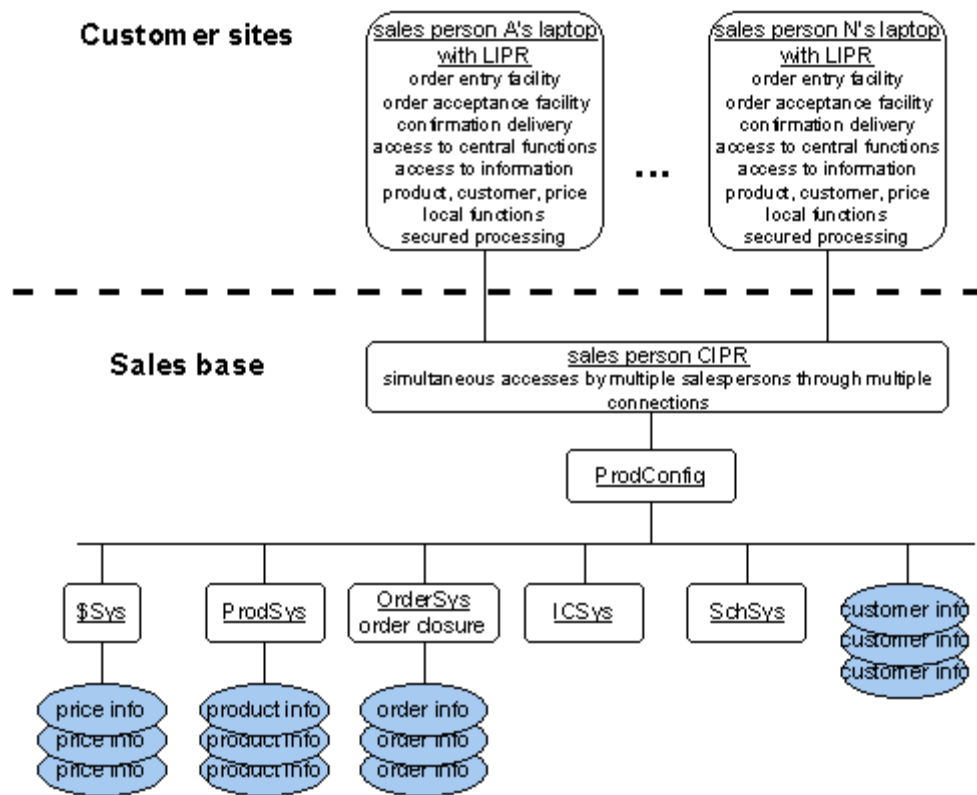 Customer sites
sales person A's laptop
with LIPR
order entry facility
order acceptance facility
confirmation delivery
access to central functions
access to information
product, customer, price
local functions
secured processing
...
sales person N's laptop
with LIPR
order entry facility
order acceptance facility
confirmation delivery
access to central functions
access to information
product, customer, price
local functions
secured processing
Sales base
sales person CIPR
simultaneous accesses by multiple salespersons through multiple
connections
ProdConfig
$Sys
ProdSys
OrderSys
order closure
ICSys
SchSys
customer info
customer info
customer info
price info
price info
price info
product info
product info
product info
order info
order info
order info